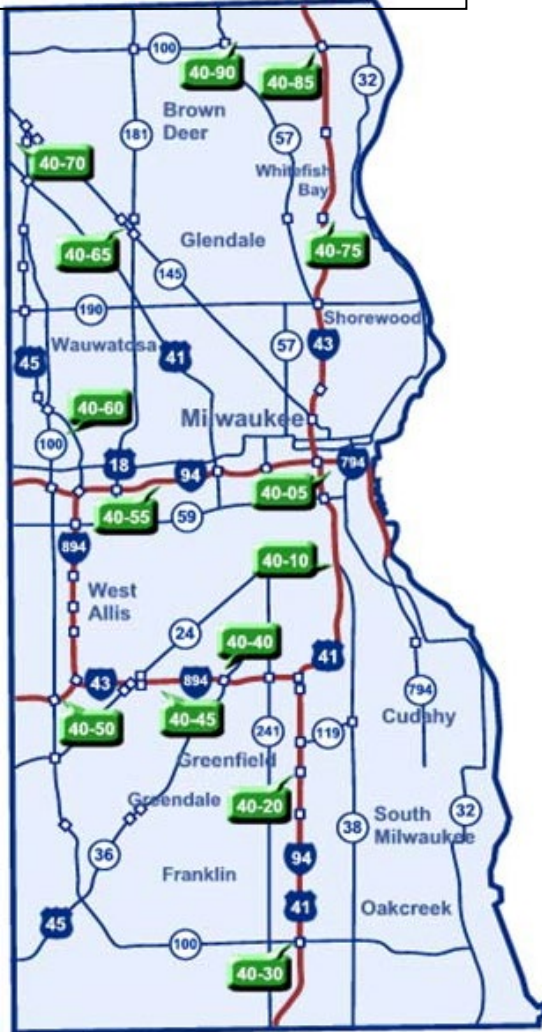 100
40-90
40-85
32
Brown
Deer
181
57
40-70
Whitefish
Bay
Glendale
40-75
40-65
145
190
Shorewood
57
43
Wauwatosa
41
45
40-60
Milwaukee
100
18
94
794
40-05
40-55
59
894
40-10
West
Allis
24
40-40
41
43
894
794
40-50
40-45
241
119
Cudahy
Greenfield
Greendale
40-20
South
Milwaukee
32
38
36
94
Franklin
41
Oakcreek
45
100
40-30